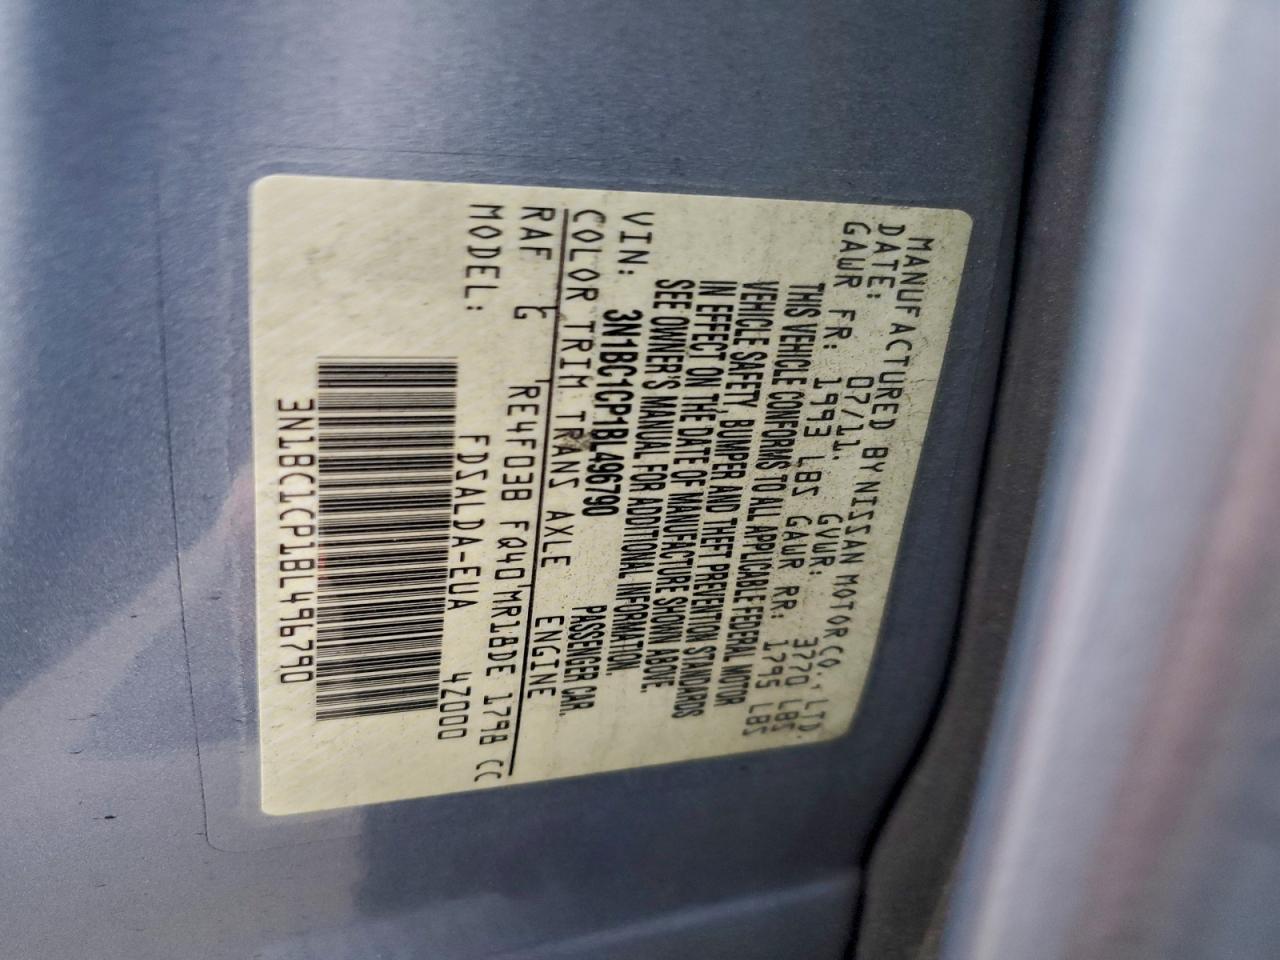 MANUFACTURED BY NISSAN MOTOR CO., LTD.
DATE: 07/11. GVWR: 3770 LBS
GAWR FR: 1993 LBS GAWR RR: 1795 LBS
THIS VEHICLE CONFORMS TO ALL APPLICABLE FEDERAL MOTOR
VEHICLE SAFETY, BUMPER AND THEFT PREVENTION STANDARDS
IN EFFECT ON THE DATE OF MANUFACTURE SHOWN ABOVE.
SEE OWNER'S MANUAL FOR ADDITIONAL INFORMATION.
VIN: 3N1BC1CP1BL496790 PASSENGER CAR.
COLOR TRIM TRANS AXLE ENGINE
RAF G RE4F03B FQ40 MR18DE 1798 CC
MODEL: FDSALDA-EUA 4Z000
3N1BC1CP1BL496790